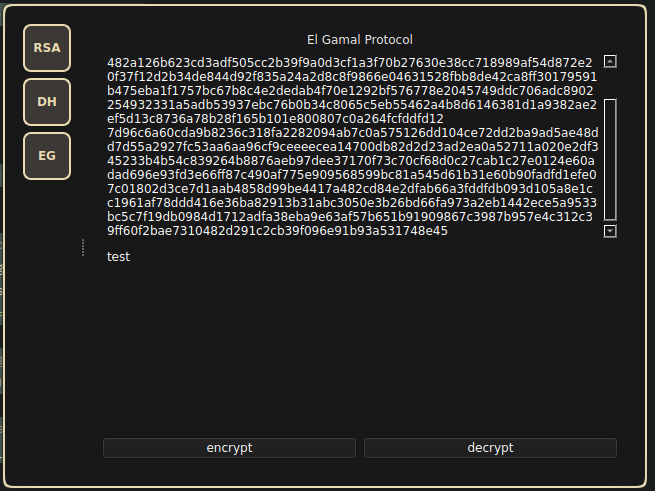 RSA
DH
EG
El Gamal Protocol
482a126b623cd3adf505cc2b39f9a0d3cf1a3f70b27630e38cc718989af54d872e2
0f37f12d2b34de844d92f835a24a2d8c8f9866e04631528fbb8de42ca8ff30179591
b475eba1f1757bc67b8c4e2dedab4f70e1292bf576778e2045749ddc706adc8902
254932331a5adb53937ebc76b0b34c8065c5eb55462a4b8d6146381d1a9382ae2
ef5d13c8736a78b28f165b101e800807c0a264fcfddfd12
7d96c6a60cda9b8236c318fa2282094ab7c0a575126dd104ce72dd2ba9ad5ae48d
d7d55a2927fc53aa6aa96cf9ceeeecea14700db82d2d23ad2ea0a52711a020e2df3
45233b4b54c839264b8876aeb97dee37170f73c70cf68d0c27cab1c27e0124e60a
dad696e93fd3e66ff87c490af775e909568599bc81a545d61b31e60b90fadfd1efe0
7c01802d3ce7d1aab4858d99be4417a482cd84e2dfab66a3fddfdb093d105a8e1c
c1961af78ddd416e36ba82913b31abc3050e3b26bd66fa973a2eb1442ece5a9533
bc5c7f19db0984d1712adfa38eba9e63af57b651b91909867c3987b957e4c312c3
9ff60f2bae7310482d291c2cb39f096e91b93a531748e45
test
encrypt
decrypt